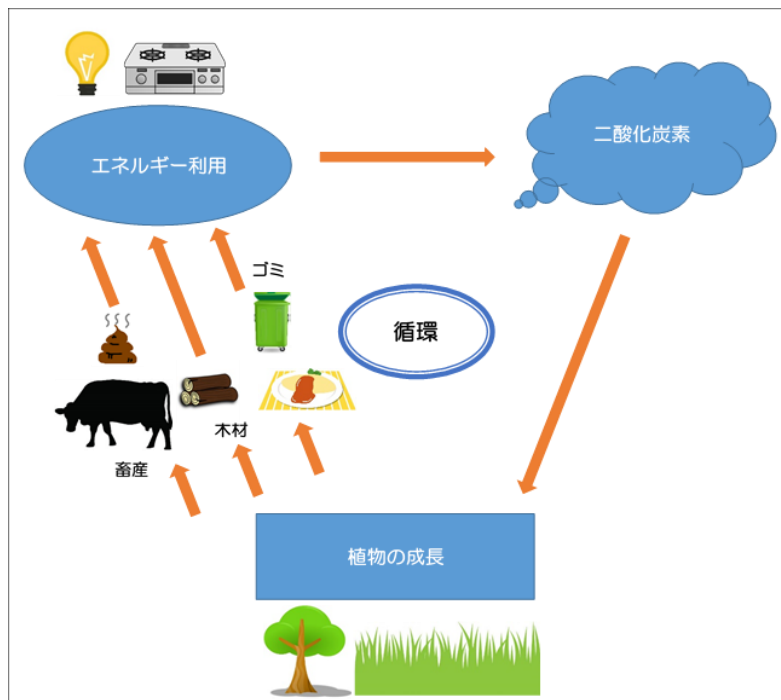 エネルギー利用
二酸化炭素
ゴミ
循環
木材
畜産
植物の成長